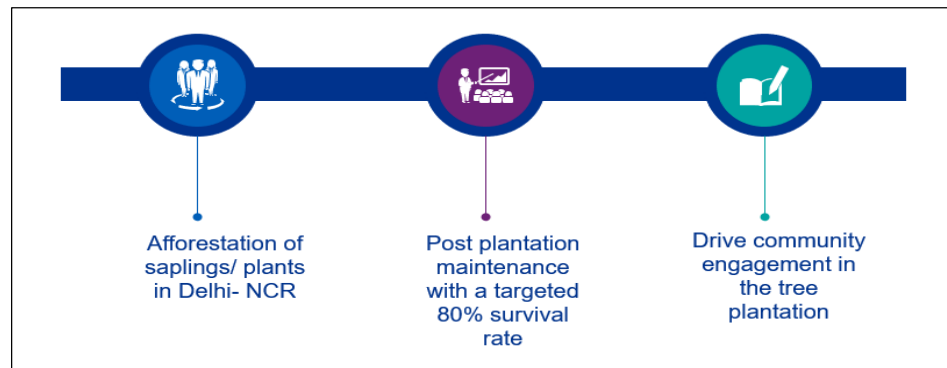 Afforestation of
saplings/ plants
in Delhi- NCR
Post plantation
maintenance
with a targeted
80% survival
rate
Drive community
engagement in
the tree
plantation